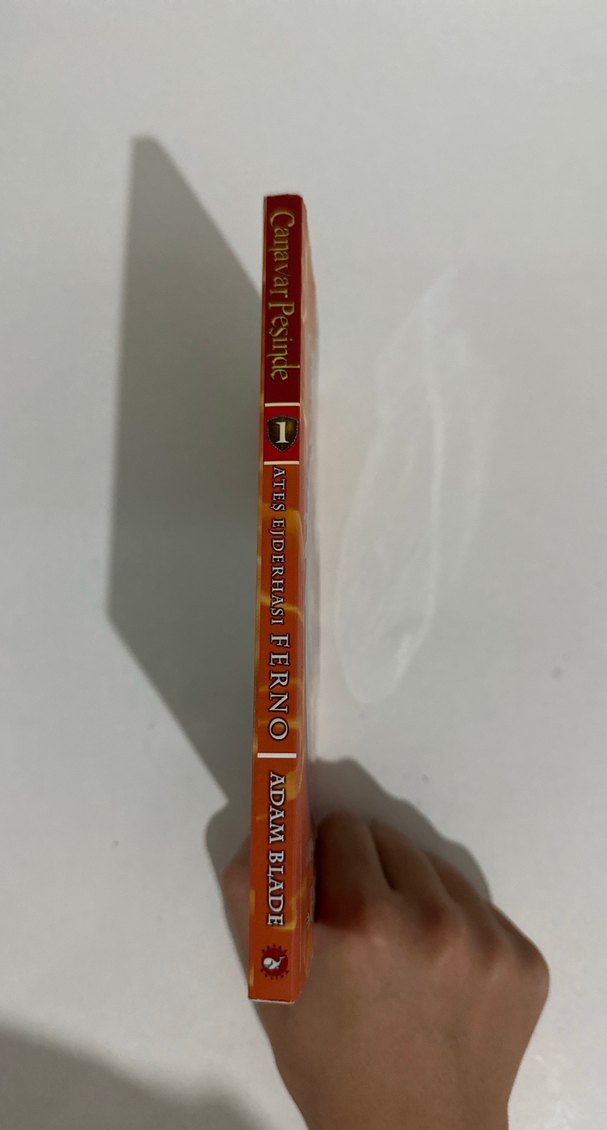 Canavar Peşinde
1
ATEŞ EJDERHASI FERNO
ADAM BLADE